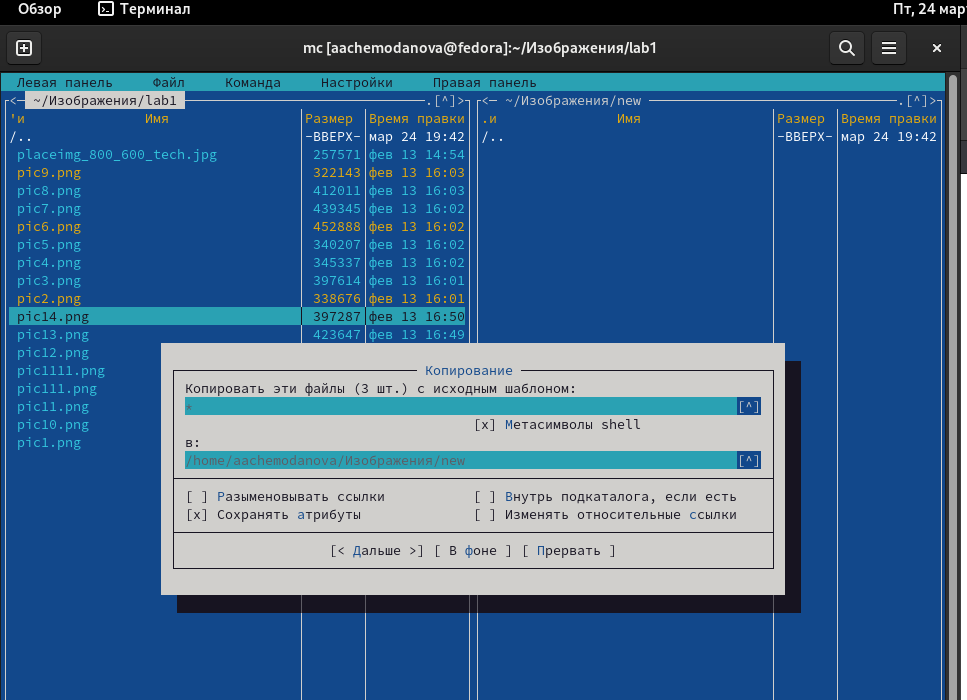 Обзор Терминал Пт, 24 мар
mc [aachemodanova@fedora]:~/Изображения/lab1
Левая панель Файл Команда Настройки Правая панель
<─ ~/Изображения/lab1 ─.[^]>
<─ ~/Изображения/new ─.[^]>
'и Имя Размер Время правки
.и Имя Размер Время правки
/.. -ВВЕРХ- мар 24 19:42
/.. -ВВЕРХ- мар 24 19:42
placeimg_800_600_tech.jpg 257571 фев 13 14:54
pic9.png 322143 фев 13 16:03
pic8.png 412011 фев 13 16:03
pic7.png 439345 фев 13 16:02
pic6.png 452888 фев 13 16:02
pic5.png 340207 фев 13 16:02
pic4.png 345337 фев 13 16:02
pic3.png 397614 фев 13 16:01
pic2.png 338676 фев 13 16:01
pic14.png 397287 фев 13 16:50
pic13.png 423647 фев 13 16:49
pic12.png
pic1111.png
pic111.png
pic11.png
pic10.png
pic1.png
Копирование
Копировать эти файлы (3 шт.) с исходным шаблоном:
* [^]
[x] Метасимволы shell
в:
/home/aachemodanova/Изображения/new [^]
[ ] Разыменовывать ссылки [ ] Внутрь подкаталога, если есть
[x] Сохранять атрибуты [ ] Изменять относительные ссылки
[< Дальше >] [ В фоне ] [ Прервать ]